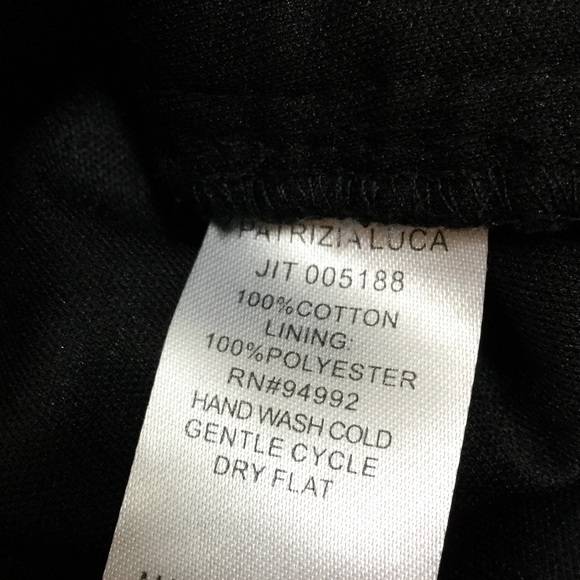 PATRIZIA LUCA
JIT 005188
100%COTTON
LINING:
100%POLYESTER
RN#94992
HAND WASH COLD
GENTLE CYCLE
DRY FLAT